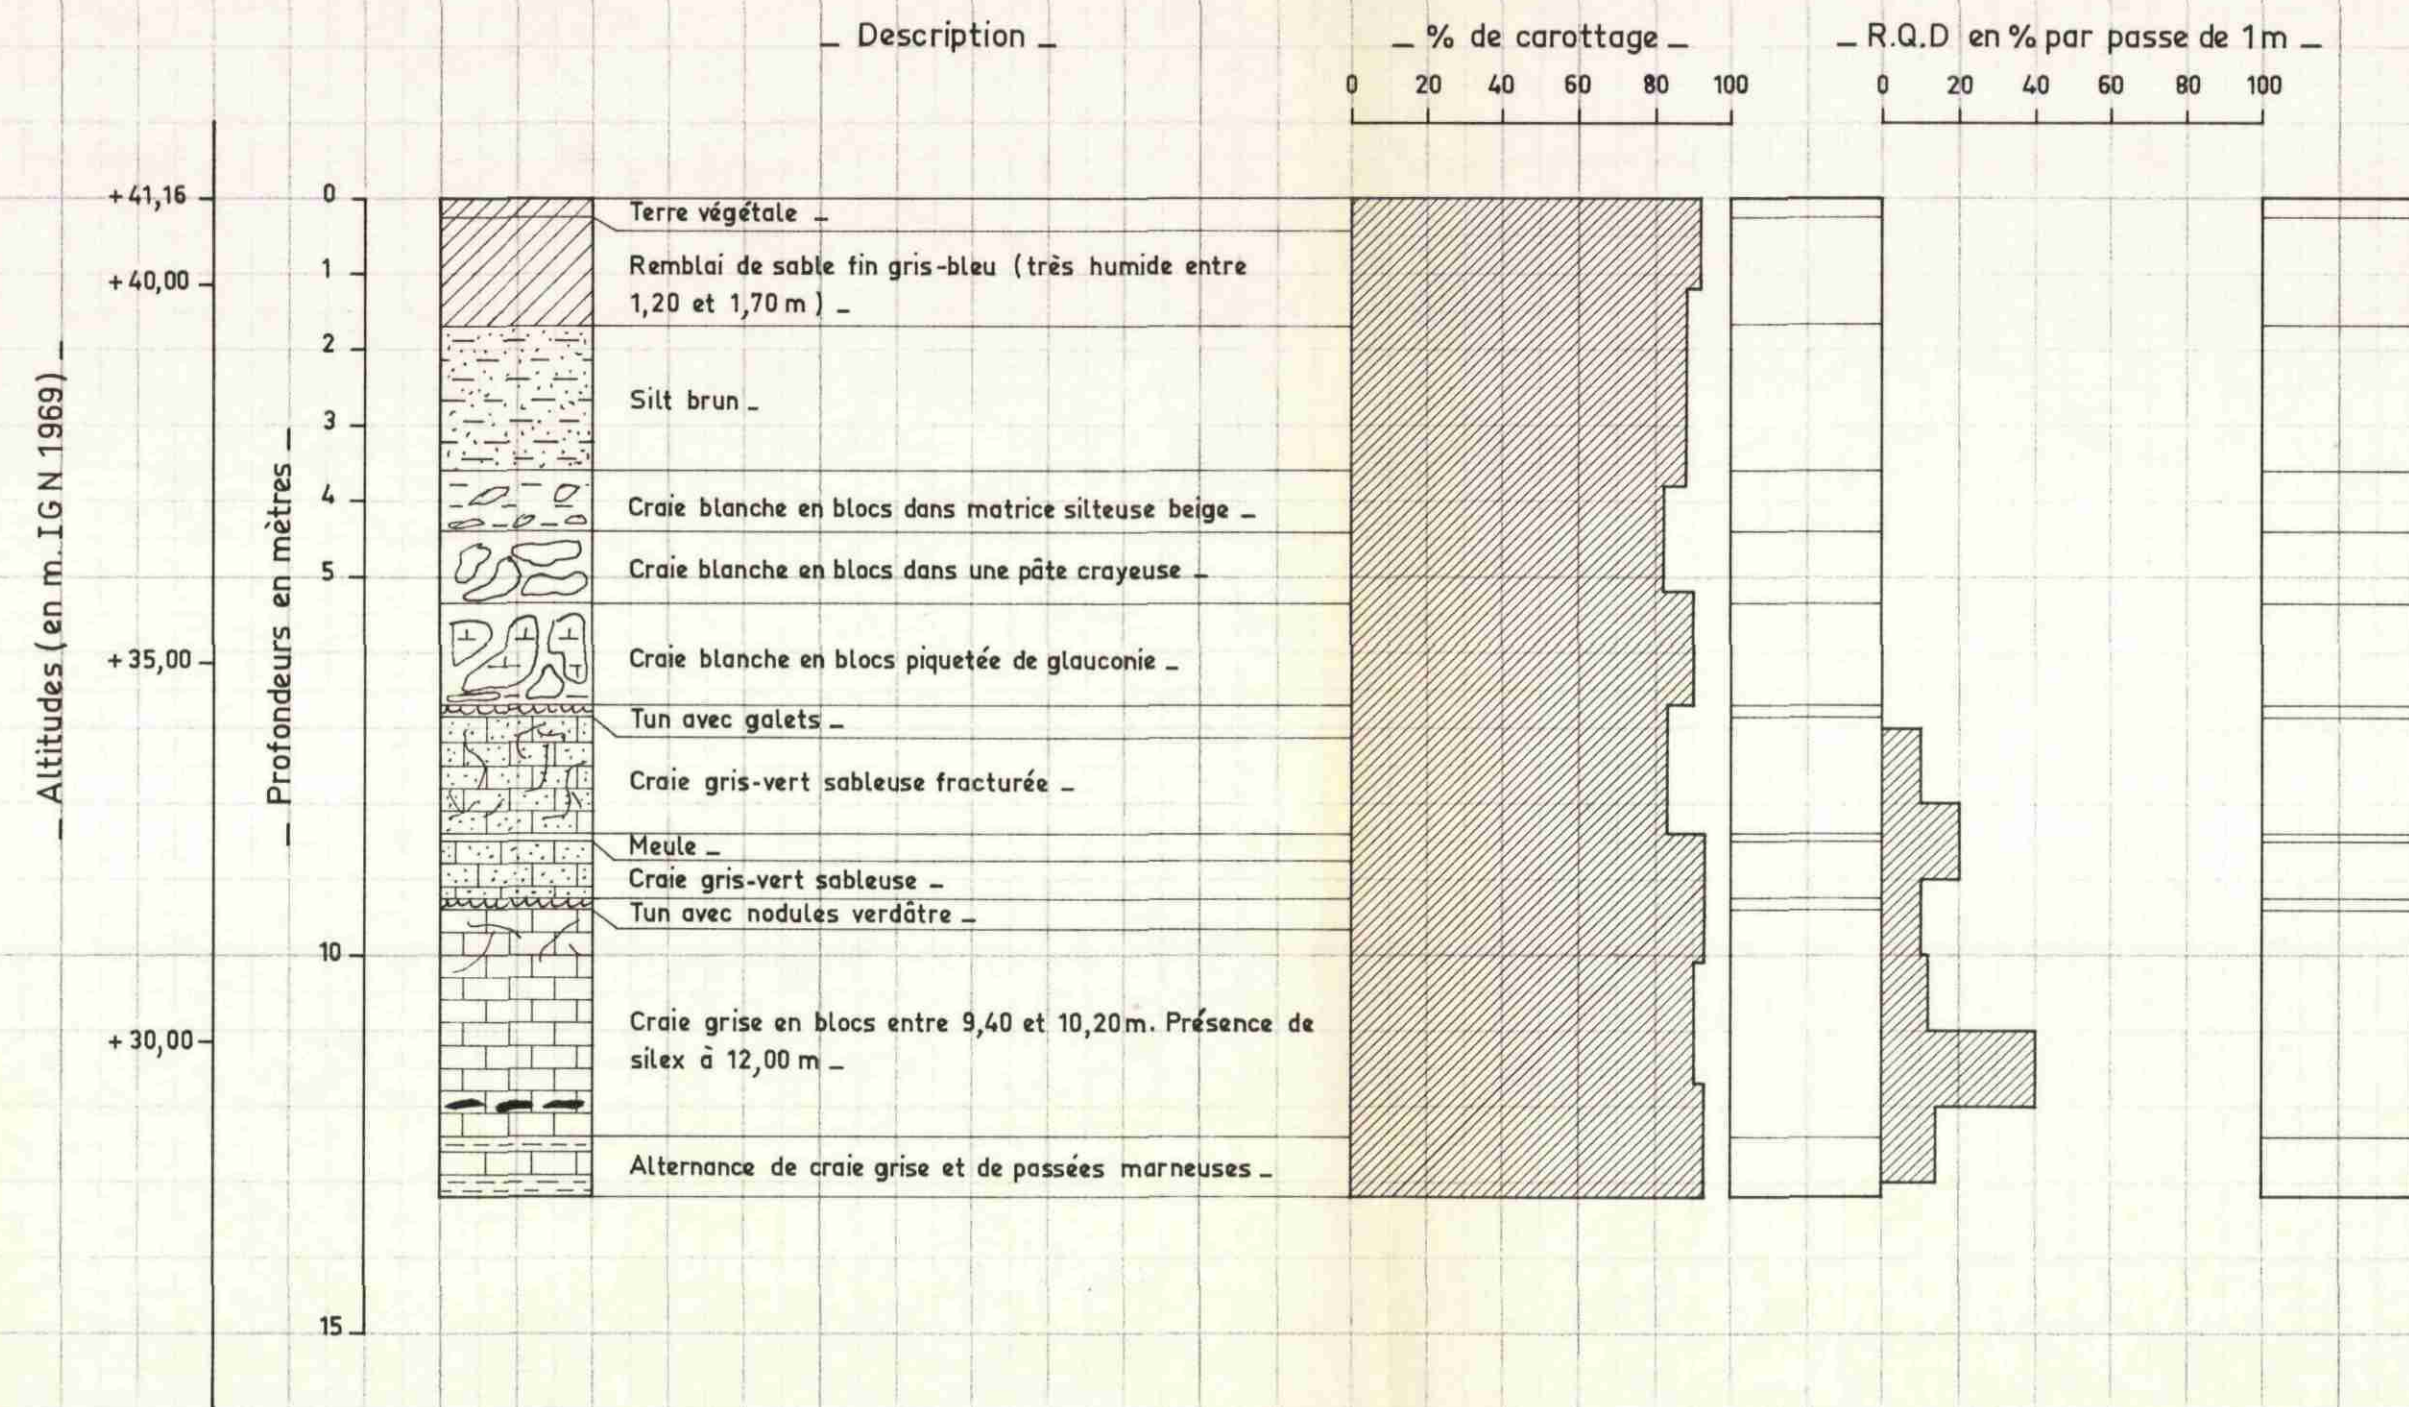 _ Description _
_ % de carottage _
_ R.Q.D en % par passe de 1m _
0 20 40 60 80 100
0 20 40 60 80 100
_ Altitudes (en m. IGN 1969) _
+41,16
+40,00
+35,00
+30,00
_ Profondeurs en mètres _
0
1
2
3
4
5
10
15
Terre végétale _
Remblai de sable fin gris-bleu (très humide entre
1,20 et 1,70 m) _
Silt brun _
Craie blanche en blocs dans matrice silteuse beige _
Craie blanche en blocs dans une pâte crayeuse _
Craie blanche en blocs piquetée de glauconie _
Tun avec galets _
Craie gris-vert sableuse fracturée _
Meule _
Craie gris-vert sableuse _
Tun avec nodules verdâtre _
Craie grise en blocs entre 9,40 et 10,20m. Présence de
silex à 12,00 m _
Alternance de craie grise et de passées marneuses _